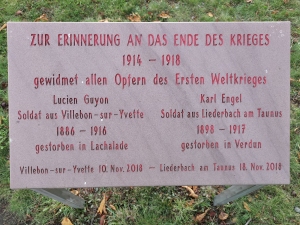 ZUR ERINNERUNG AN DAS ENDE DES KRIEGES
1914 - 1918
gewidmet allen Opfern des Ersten Weltkrieges
Lucien Guyon
Soldat aus Villebon-sur-Yvette
1886 - 1916
gestorben in Lachalade
Karl Engel
Soldat aus Liederbach am Taunus
1898 - 1917
gestorben in Verdun
Villebon-sur-Yvette 10. Nov. 2018 - Liederbach am Taunus 18. Nov. 2018